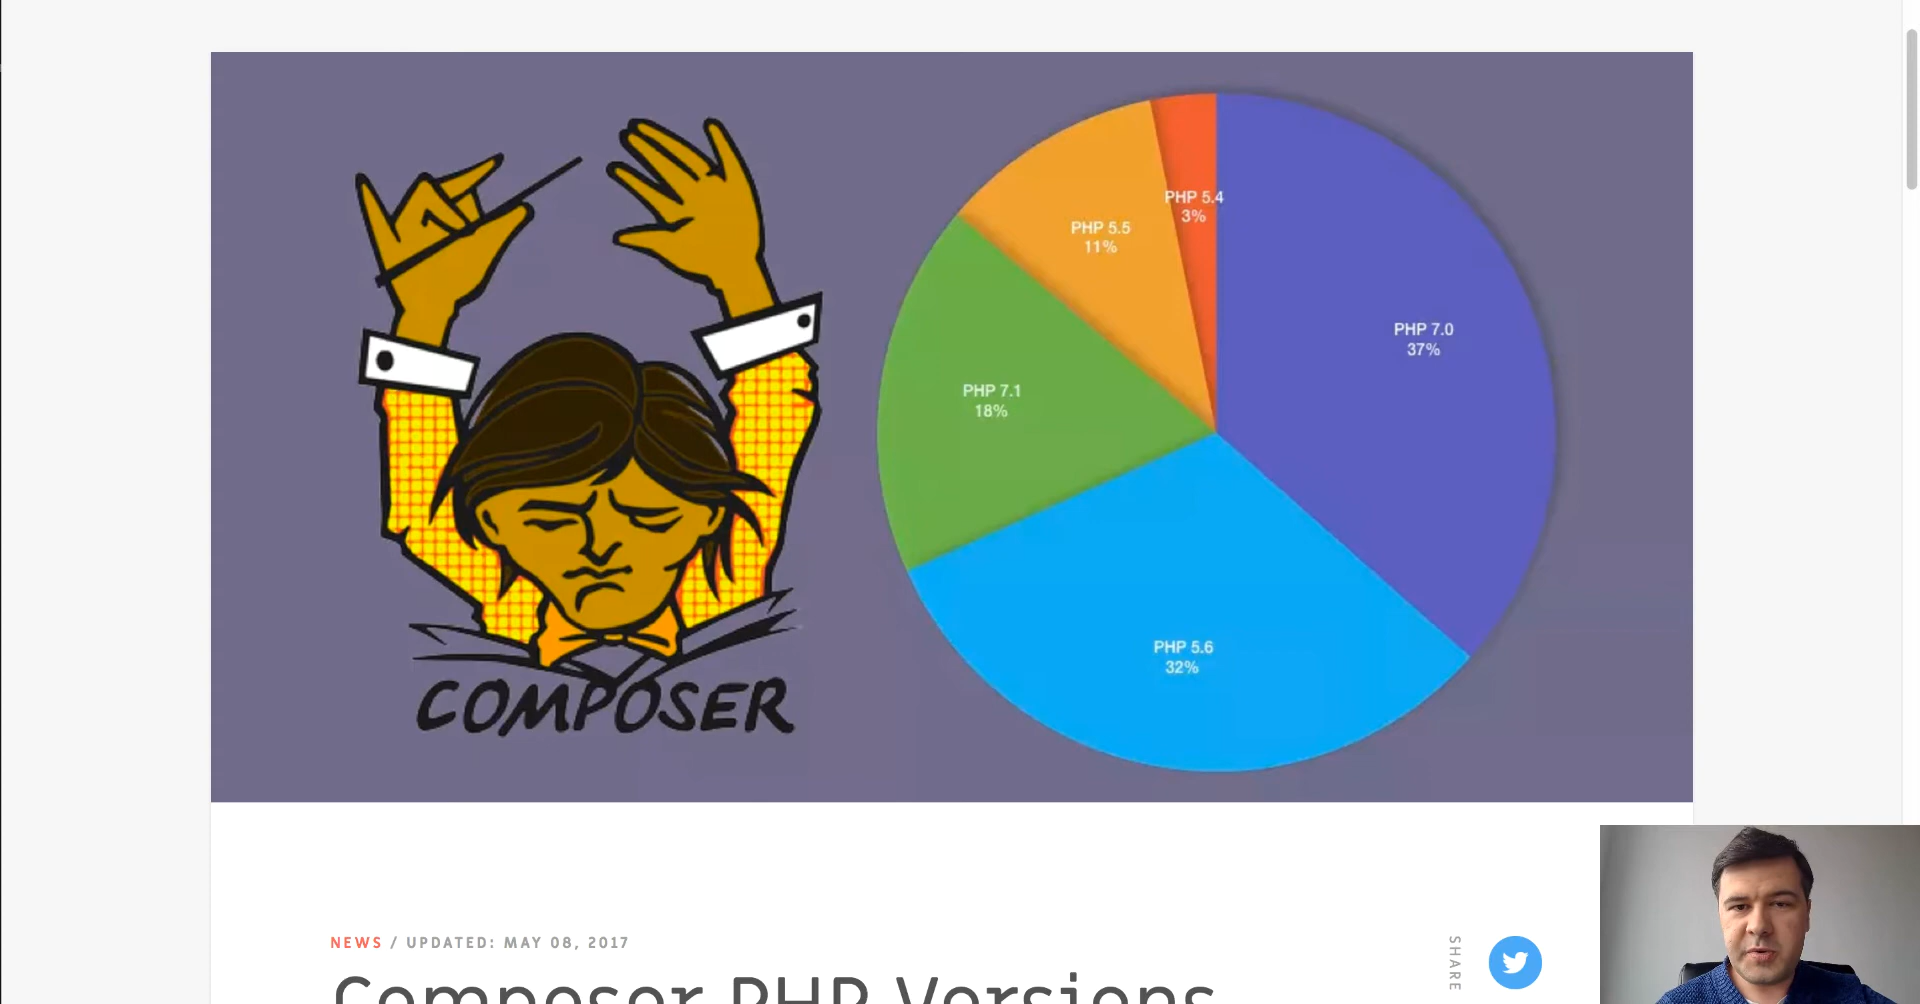 PHP 5.4
3%
PHP 5.5
11%
PHP 7.0
37%
PHP 7.1
18%
PHP 5.6
32%
COMPOSER
NEWS / UPDATED: MAY 08, 2017
SHARE
Composer PHP Versions